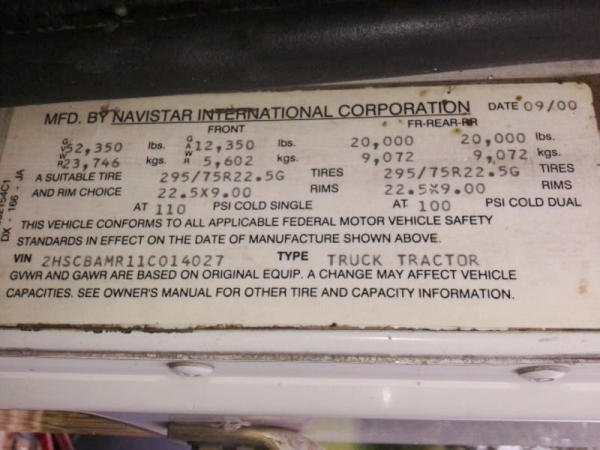 MFD. BY NAVISTAR INTERNATIONAL CORPORATION DATE 09/00
FRONT FR-REAR-RR
GVWR 52,350 lbs. GAWR 12,350 lbs. 20,000 20,000 lbs.
23,746 kgs. 5,602 kgs. 9,072 9,072 kgs.
A SUITABLE TIRE 295/75R22.5G TIRES 295/75R22.5G TIRES
AND RIM CHOICE 22.5X9.00 RIMS 22.5X9.00 RIMS
AT 110 PSI COLD SINGLE AT 100 PSI COLD DUAL
THIS VEHICLE CONFORMS TO ALL APPLICABLE FEDERAL MOTOR VEHICLE SAFETY
STANDARDS IN EFFECT ON THE DATE OF MANUFACTURE SHOWN ABOVE.
VIN 2HSCBAMR11C014027 TYPE TRUCK TRACTOR
GVWR AND GAWR ARE BASED ON ORIGINAL EQUIP. A CHANGE MAY AFFECT VEHICLE
CAPACITIES. SEE OWNER'S MANUAL FOR OTHER TIRE AND CAPACITY INFORMATION.
DX - 166 - JA